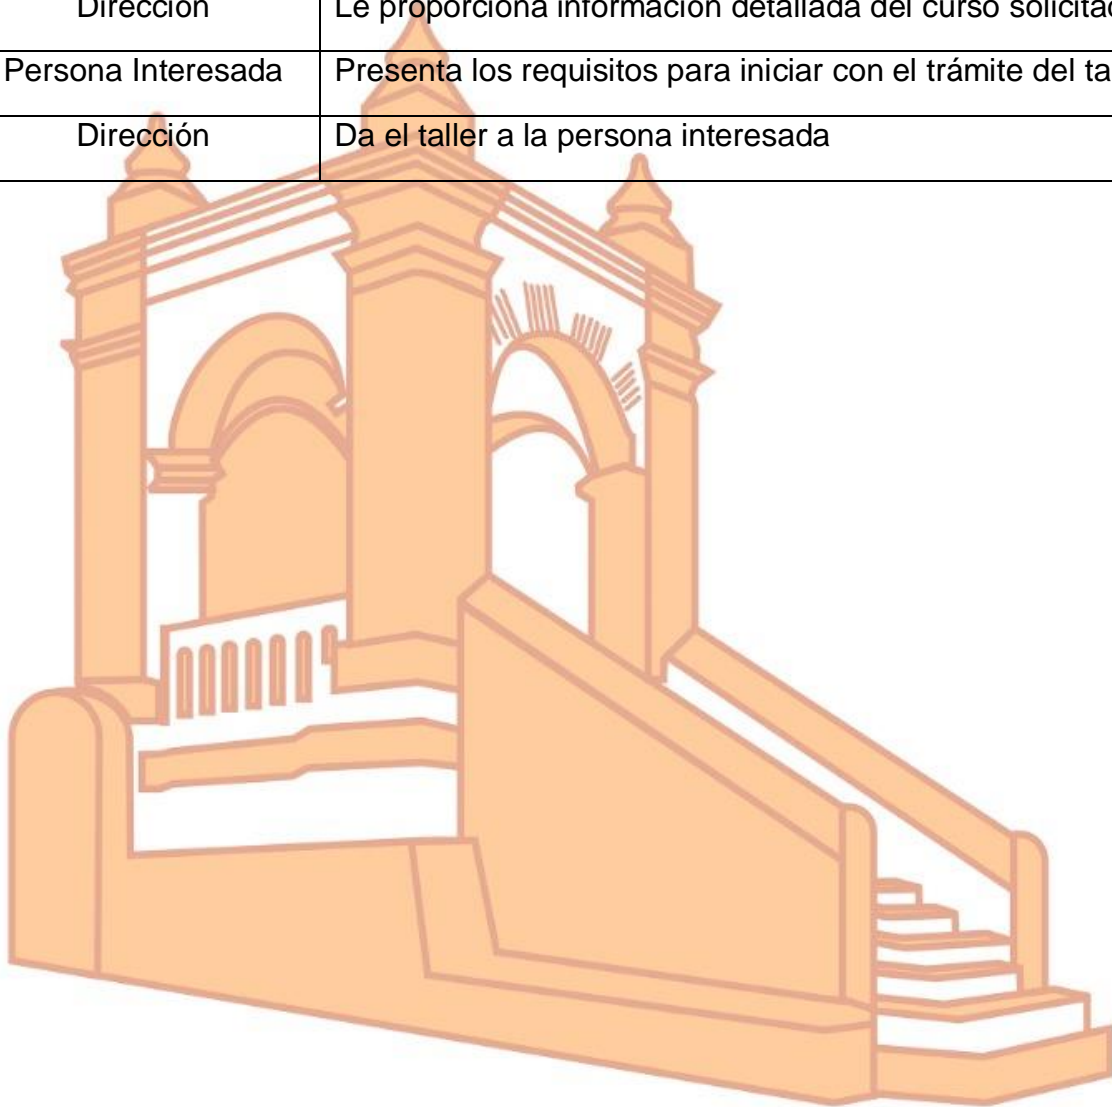 Dirección Le proporciona información detallada del curso
Persona Interesada Presenta los requisitos para iniciar con el trámite del
Dirección Da el taller a la persona interesada